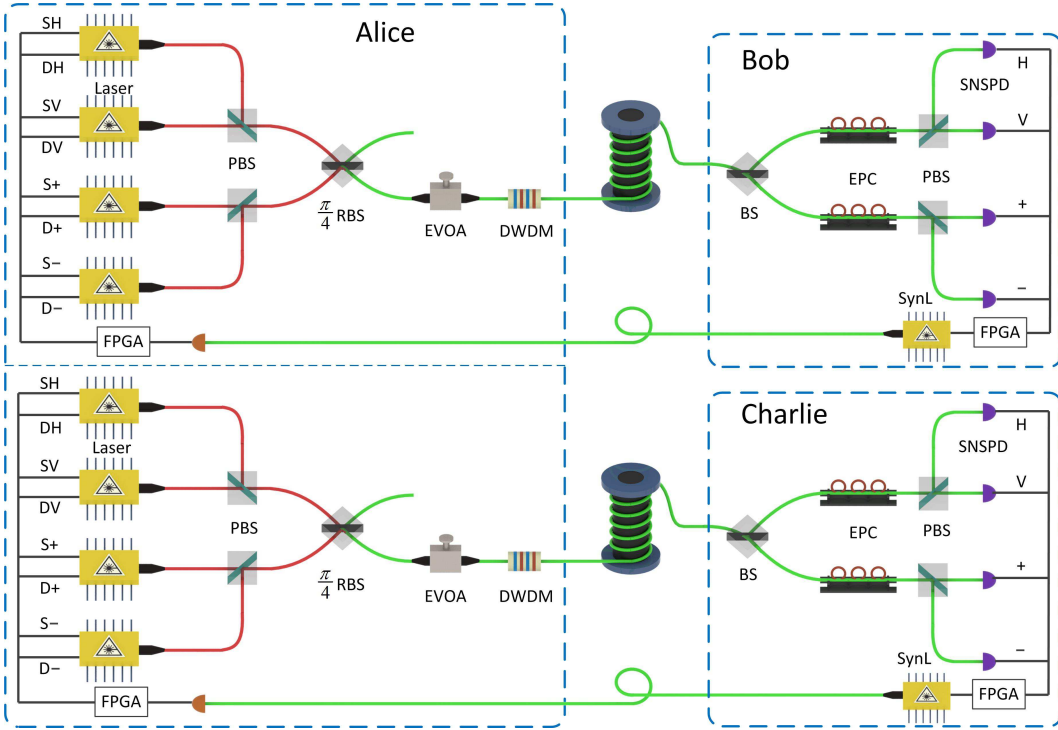 Alice
SH
DH
Laser
SV
DV
PBS
S+
D+
π/4 RBS
EVOA
DWDM
S−
D−
FPGA
Bob
SNSPD
H
V
EPC
PBS
BS
+
−
SynL
FPGA
SH
DH
Laser
SV
DV
PBS
S+
D+
π/4 RBS
EVOA
DWDM
S−
D−
FPGA
Charlie
SNSPD
H
V
EPC
PBS
BS
+
−
SynL
FPGA